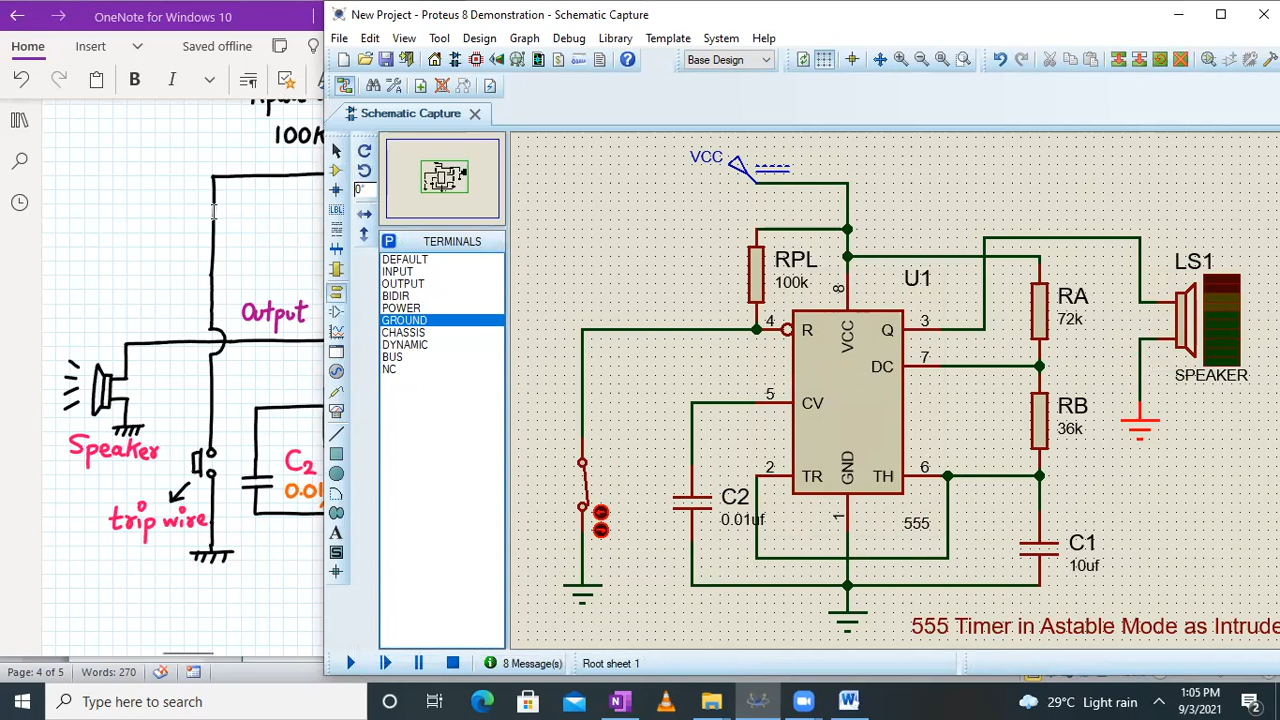 OneNote for Windows 10
Home
Insert
Saved offline
B
I
100K
Output
Speaker
C2
0.01
trip wire
Page: 4 of 5
Words: 270
New Project - Proteus 8 Demonstration - Schematic Capture
File Edit View Tool Design Graph Debug Library Template System Help
Base Design
Schematic Capture
0°
LBL
A
S
P TERMINALS
DEFAULT
INPUT
OUTPUT
BIDIR
POWER
GROUND
CHASSIS
DYNAMIC
BUS
NC
VCC
RPL
100k
U1
8
4
R
VCC
Q
3
DC
7
5
CV
2
TR
GND
TH
6
1
555
C2
0.01uf
RA
72k
RB
36k
C1
10uf
LS1
SPEAKER
555 Timer in Astable Mode as Intrude
8 Message(s)
Root sheet 1
Type here to search
29°C Light rain
1:05 PM
9/3/2021
2